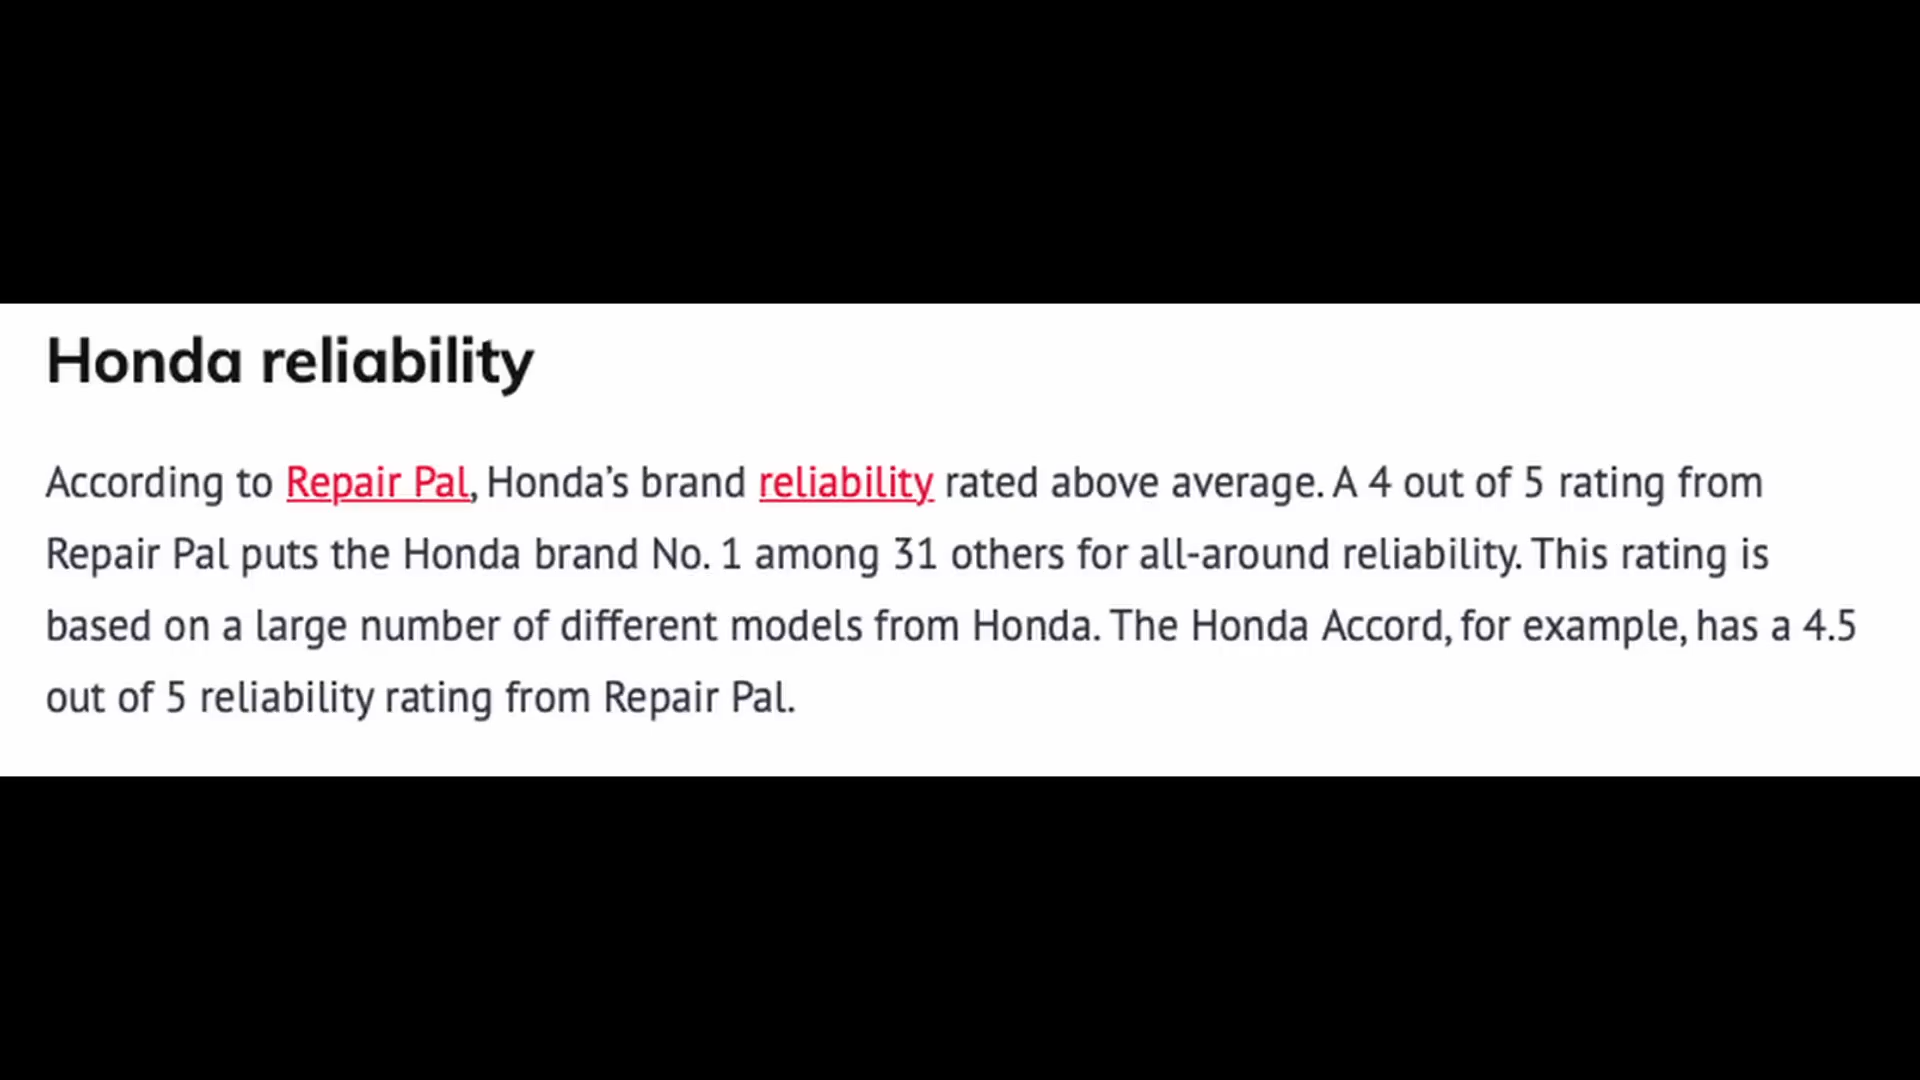 Honda reliability
According to Repair Pal, Honda’s brand reliability rated above average. A 4 out of 5 rating from
Repair Pal puts the Honda brand No. 1 among 31 others for all-around reliability. This rating is
based on a large number of different models from Honda. The Honda Accord, for example, has a 4.5
out of 5 reliability rating from Repair Pal.